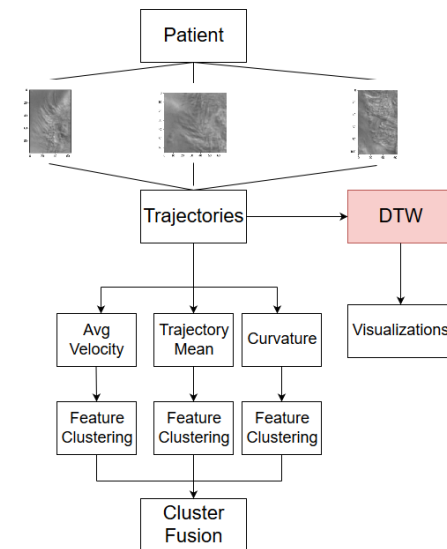 Patient
Trajectories
DTW
Avg
Velocity
Trajectory
Mean
Curvature
Visualizations
Feature
Clustering
Feature
Clustering
Feature
Clustering
Cluster
Fusion